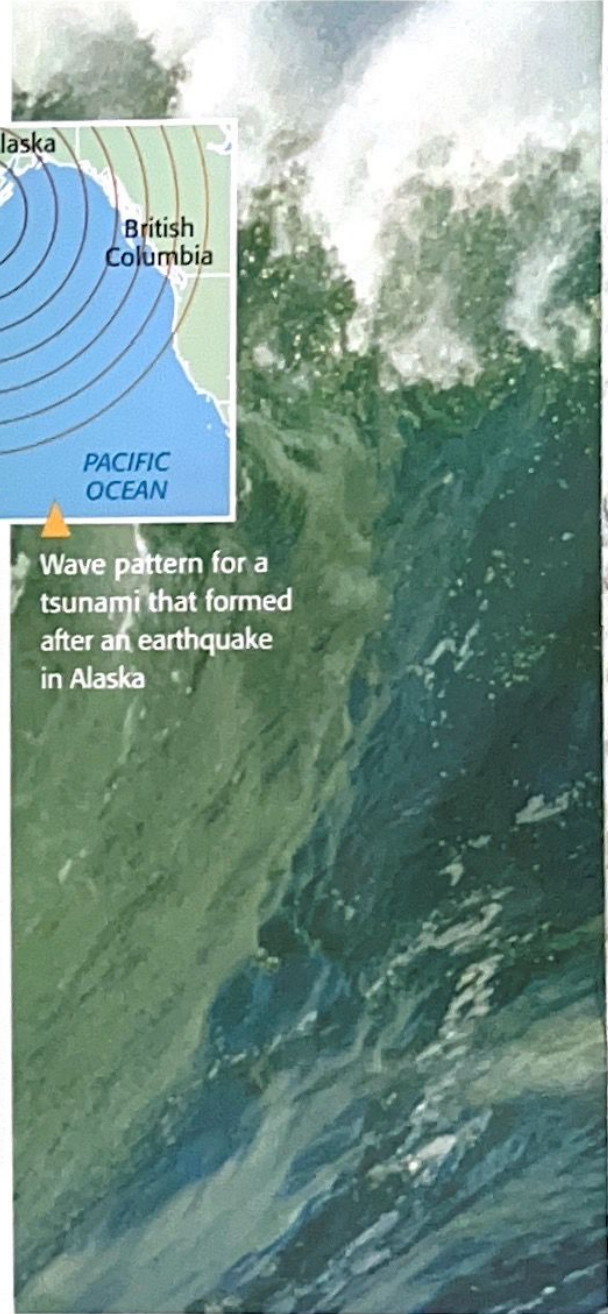 laska
British
Columbia
PACIFIC
OCEAN
Wave pattern for a
tsunami that formed
after an earthquake
in Alaska